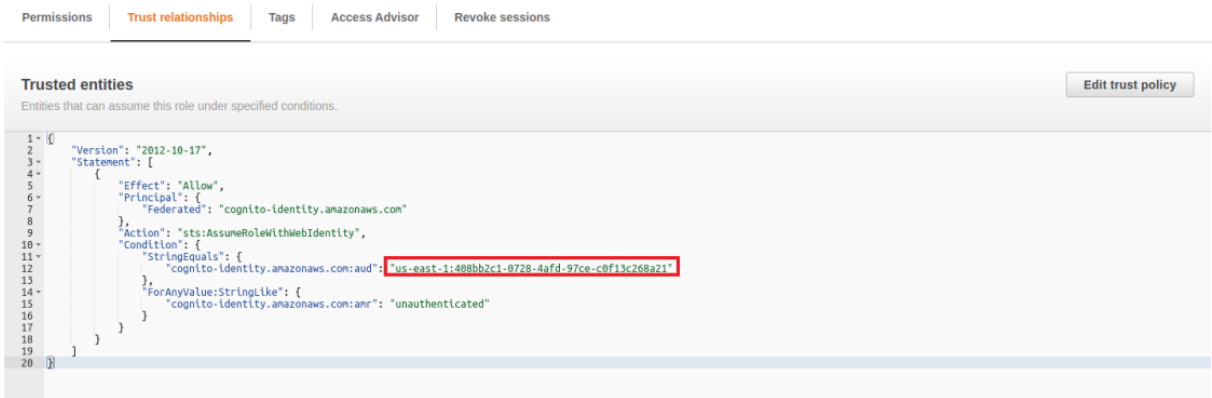 Permissions Trust relationships Tags Access Advisor Revoke sessions
Trusted entities
Edit trust policy
Entities that can assume this role under specified conditions.
1 {
2 "Version": "2012-10-17",
3 "Statement": [
4 {
5 "Effect": "Allow",
6 "Principal": {
7 "Federated": "cognito-identity.amazonaws.com"
8 },
9 "Action": "sts:AssumeRoleWithWebIdentity",
10 "Condition": {
11 "StringEquals": {
12 "cognito-identity.amazonaws.com:aud": "us-east-1:408bb2c1-0728-4afd-97ce-c0f13c268a21"
13 },
14 "ForAnyValue:StringLike": {
15 "cognito-identity.amazonaws.com:amr": "unauthenticated"
16 }
17 }
18 }
19 ]
20 }